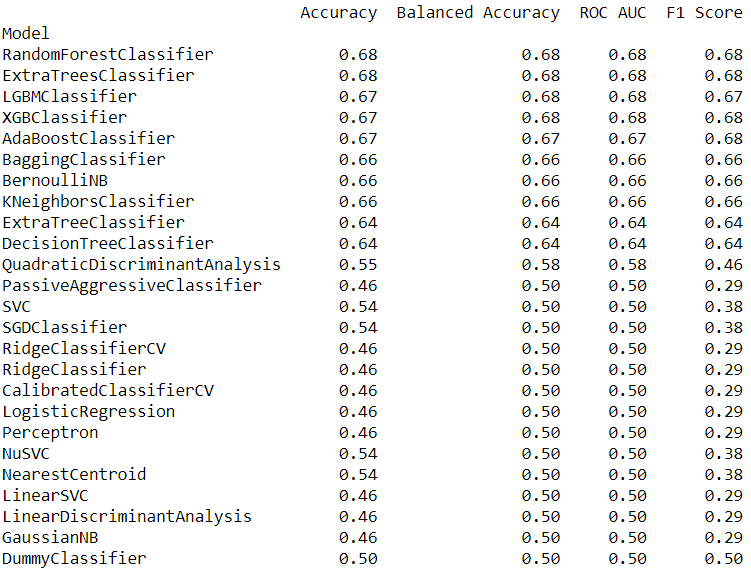 Accuracy Balanced Accuracy ROC AUC F1 Score
Model
RandomForestClassifier 0.68 0.68 0.68 0.68
ExtraTreesClassifier 0.68 0.68 0.68 0.68
LGBMClassifier 0.67 0.68 0.68 0.67
XGBClassifier 0.67 0.68 0.68 0.68
AdaBoostClassifier 0.67 0.67 0.67 0.68
BaggingClassifier 0.66 0.66 0.66 0.66
BernoulliNB 0.66 0.66 0.66 0.66
KNeighborsClassifier 0.66 0.66 0.66 0.66
ExtraTreeClassifier 0.64 0.64 0.64 0.64
DecisionTreeClassifier 0.64 0.64 0.64 0.64
QuadraticDiscriminantAnalysis 0.55 0.58 0.58 0.46
PassiveAggressiveClassifier 0.46 0.50 0.50 0.29
SVC 0.54 0.50 0.50 0.38
SGDClassifier 0.54 0.50 0.50 0.38
RidgeClassifierCV 0.46 0.50 0.50 0.29
RidgeClassifier 0.46 0.50 0.50 0.29
CalibratedClassifierCV 0.46 0.50 0.50 0.29
LogisticRegression 0.46 0.50 0.50 0.29
Perceptron 0.46 0.50 0.50 0.29
NuSVC 0.54 0.50 0.50 0.38
NearestCentroid 0.54 0.50 0.50 0.38
LinearSVC 0.46 0.50 0.50 0.29
LinearDiscriminantAnalysis 0.46 0.50 0.50 0.29
GaussianNB 0.46 0.50 0.50 0.29
DummyClassifier 0.50 0.50 0.50 0.50